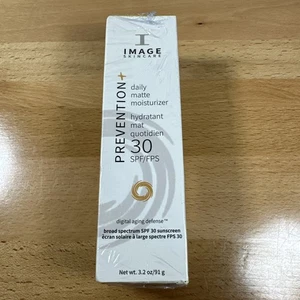 I
IMAGE
SKINCARE
PREVENTION+
daily
matte
moisturizer
hydratant
mat
quotidien
30
SPF/FPS
digital aging defense™
broad spectrum SPF 30 sunscreen
écran solaire à large spectre FPS 30
Net wt. 3.2 oz/91 g